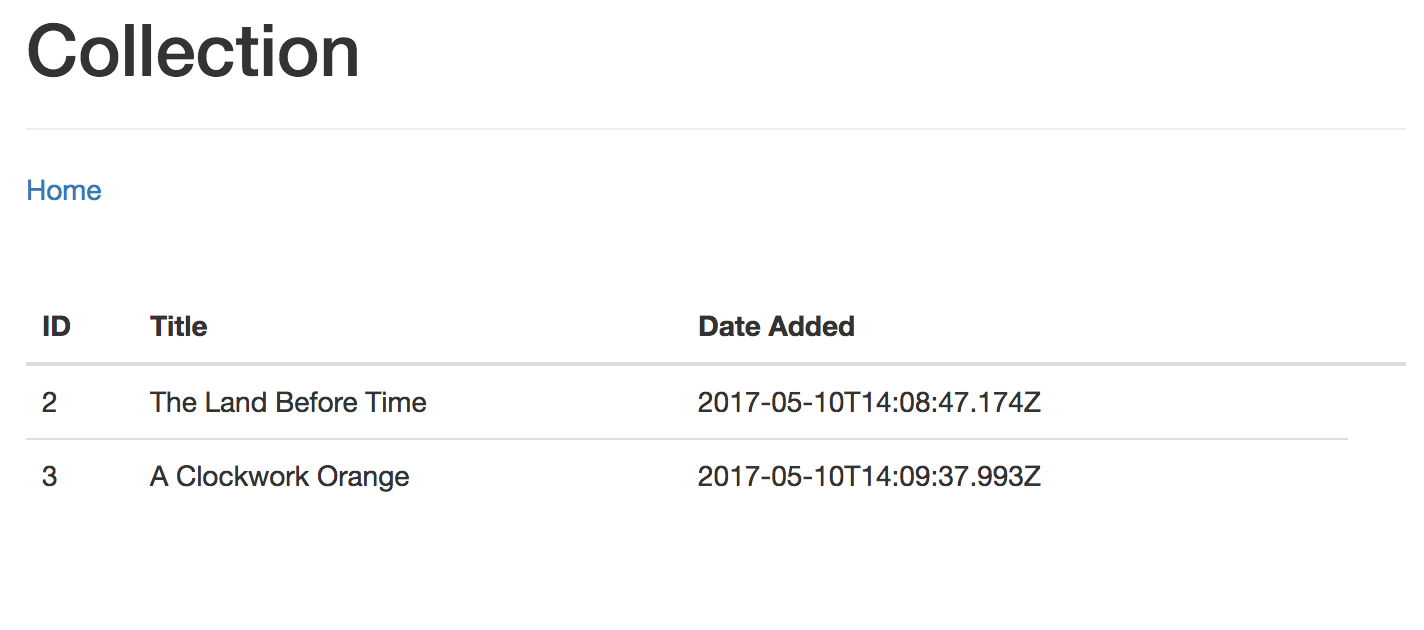 Collection
Home
ID Title Date Added
2 The Land Before Time 2017-05-10T14:08:47.174Z
3 A Clockwork Orange 2017-05-10T14:09:37.993Z